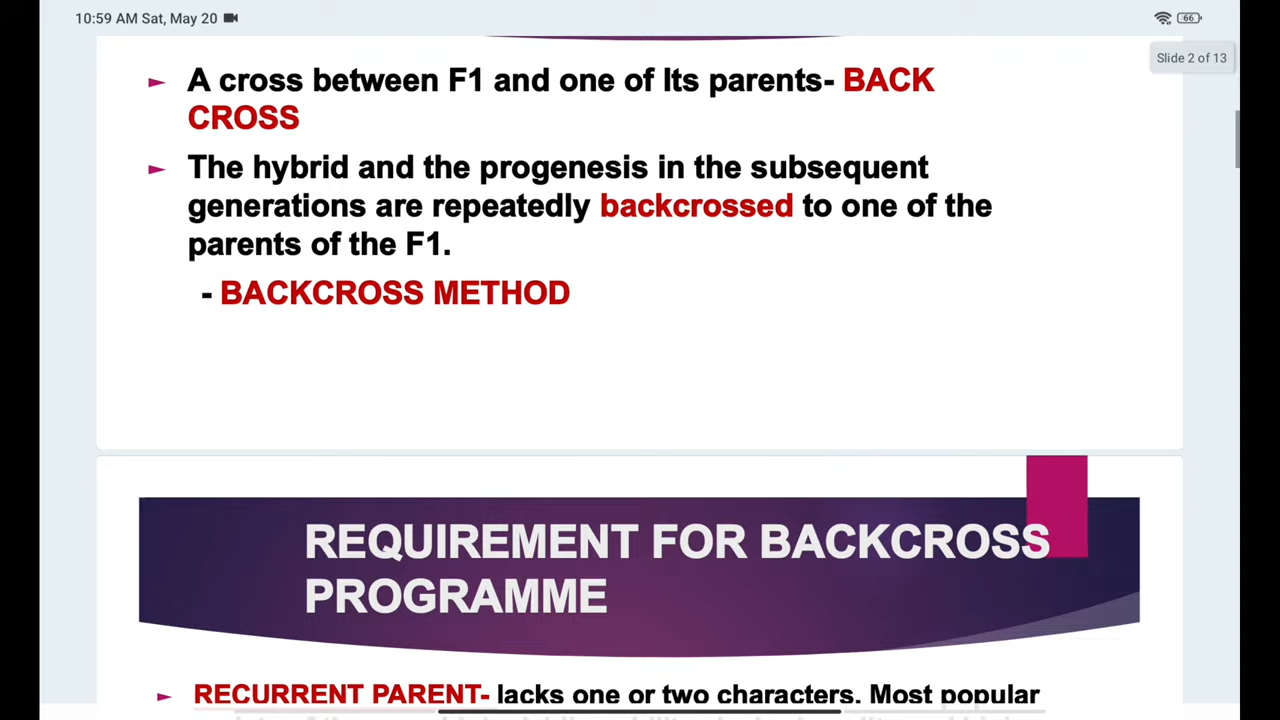 10:59 AM Sat, May 20
66
Slide 2 of 13
► A cross between F1 and one of Its parents- BACK
CROSS
► The hybrid and the progenesis in the subsequent
generations are repeatedly backcrossed to one of the
parents of the F1.
- BACKCROSS METHOD
REQUIREMENT FOR BACKCROSS
PROGRAMME
► RECURRENT PARENT- lacks one or two characters. Most popular